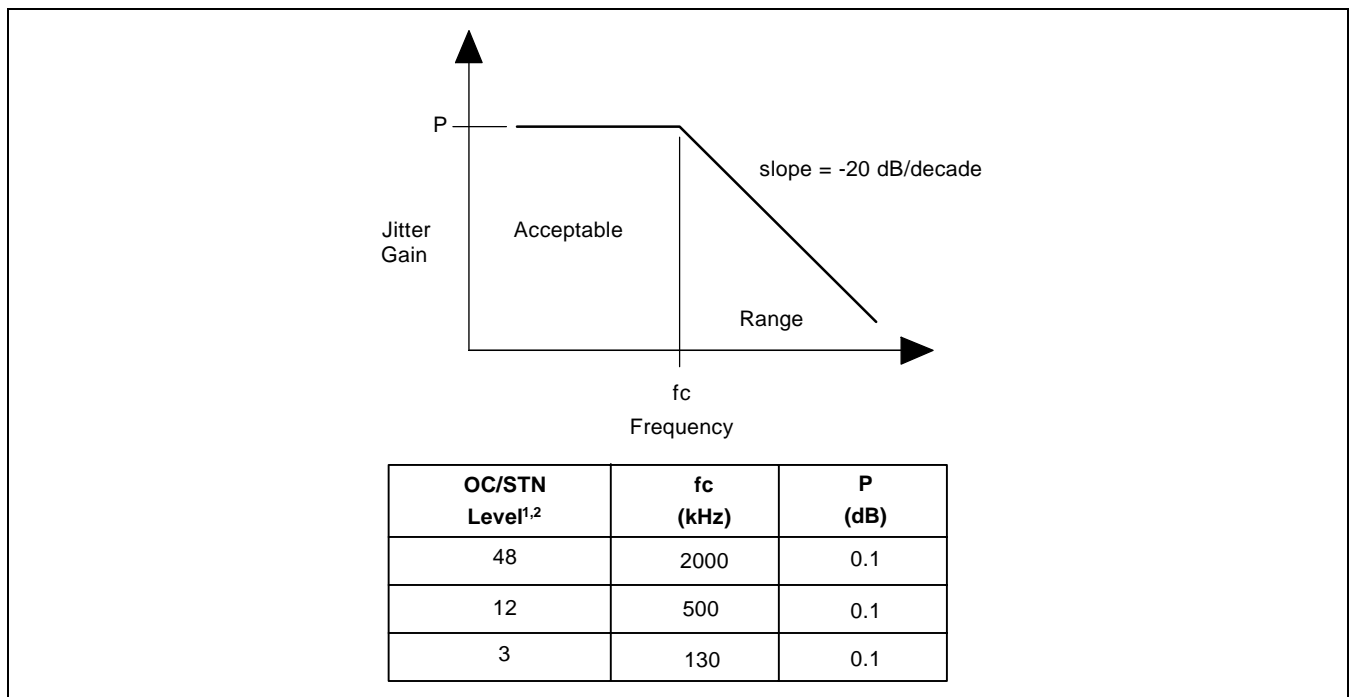 P
slope = -20 dB/decade
Jitter
Gain
Acceptable
Range
fc
Frequency
OC/STN
Level1,2
fc
(kHz)
P
(dB)
48 2000 0.1
12 500 0.1
3 130 0.1